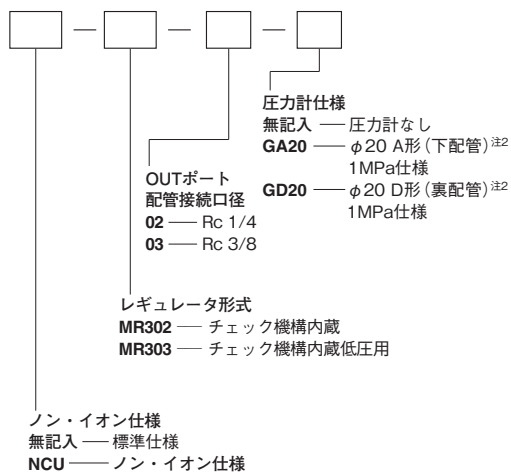 圧力計仕様
無記入 ── 圧力計なし
GA20 ── φ20 A形(下配管)注2
1MPa仕様
GD20 ── φ20 D形(裏配管)注2
1MPa仕様
OUTポート
配管接続口径
02 ── Rc 1/4
03 ── Rc 3/8
レギュレータ形式
MR302 ── チェック機構内蔵
MR303 ── チェック機構内蔵低圧用
ノン・イオン仕様
無記入 ── 標準仕様
NCU ── ノン・イオン仕様